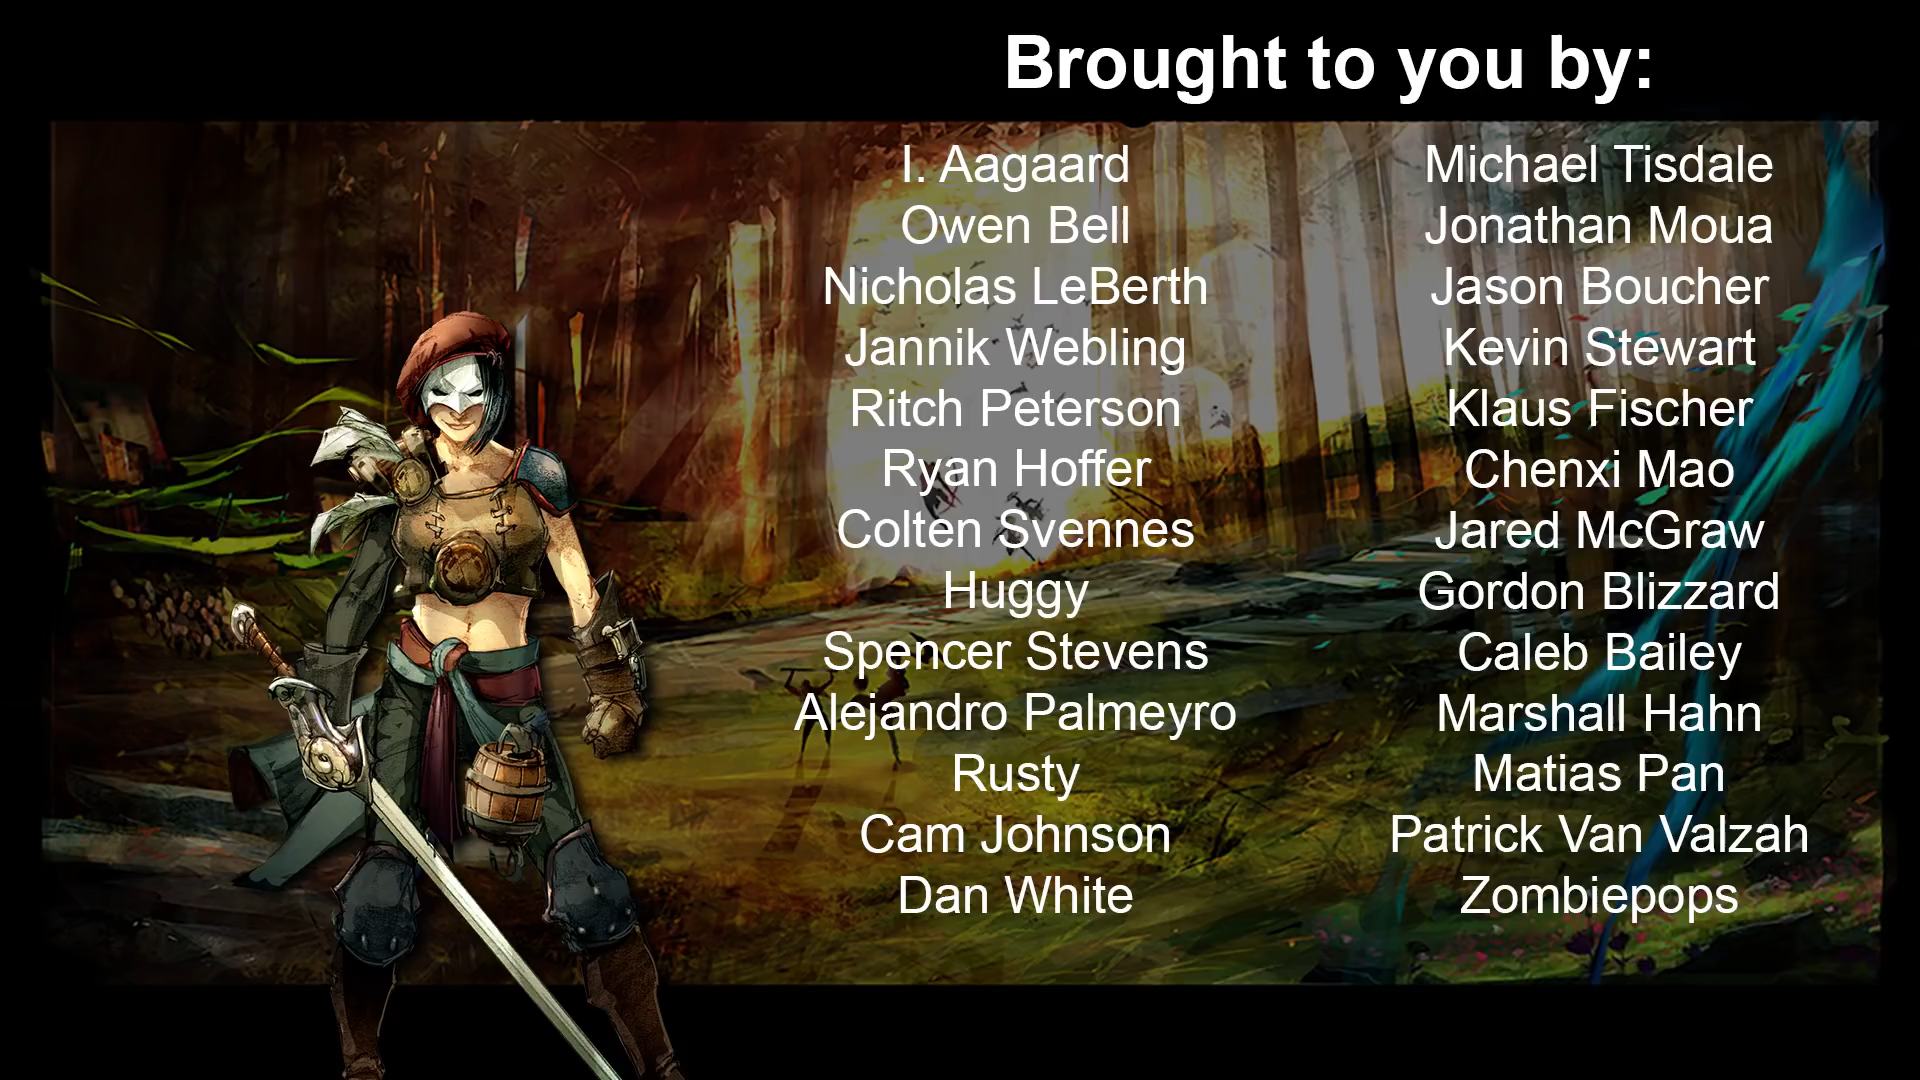 Brought to you by:
I. Aagaard
Owen Bell
Nicholas LeBerth
Jannik Webling
Ritch Peterson
Ryan Hoffer
Colten Svennes
Huggy
Spencer Stevens
Alejandro Palmeyro
Rusty
Cam Johnson
Dan White
Michael Tisdale
Jonathan Moua
Jason Boucher
Kevin Stewart
Klaus Fischer
Chenxi Mao
Jared McGraw
Gordon Blizzard
Caleb Bailey
Marshall Hahn
Matias Pan
Patrick Van Valzah
Zombiepops